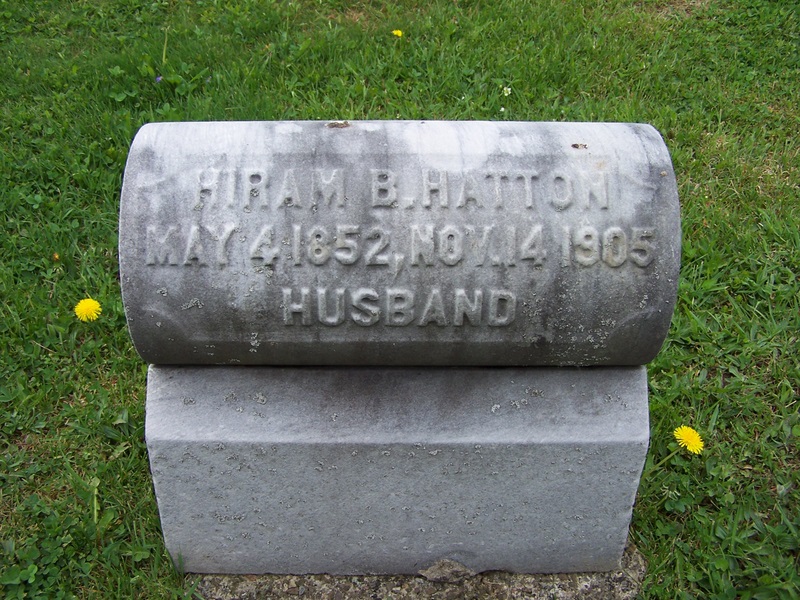 HIRAM B. HATTON
MAY 4, 1852, NOV. 14 1905
HUSBAND